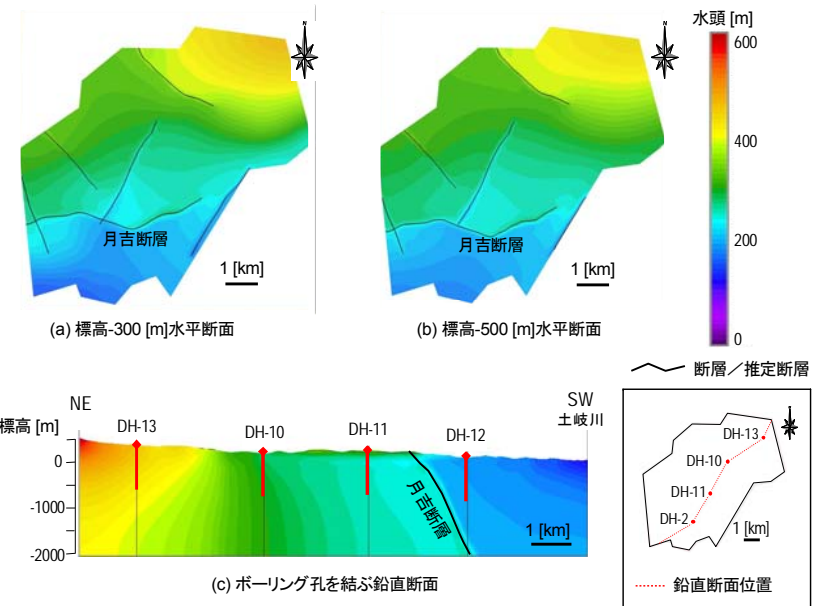 水頭 [m]
600
400
200
0
月吉断層
1 [km]
(a) 標高-300 [m]水平断面
月吉断層
1 [km]
(b) 標高-500 [m]水平断面
断層／推定断層
NE
SW
土岐川
標高 [m]
DH-13
DH-10
DH-11
DH-12
0
-1000
-2000
月吉断層
1 [km]
(c) ボーリング孔を結ぶ鉛直断面
DH-13
DH-10
DH-11
DH-2
1 [km]
鉛直断面位置